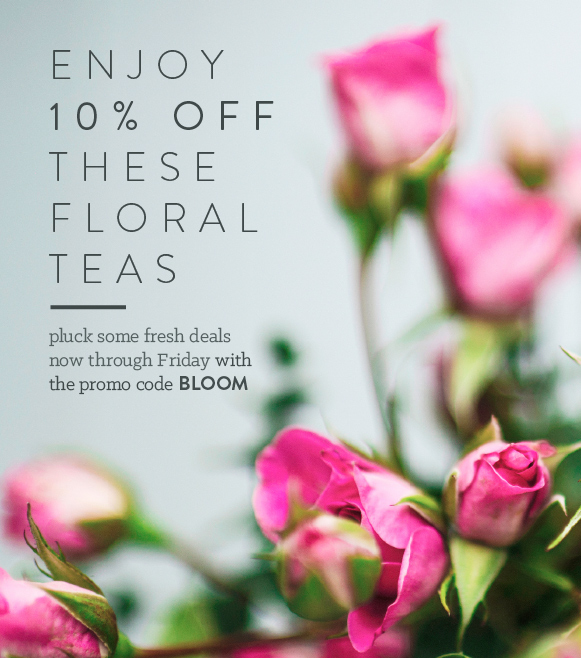 ENJOY
10% OFF
THESE
FLORAL
TEAS
pluck some fresh deals
now through Friday with
the promo code BLOOM